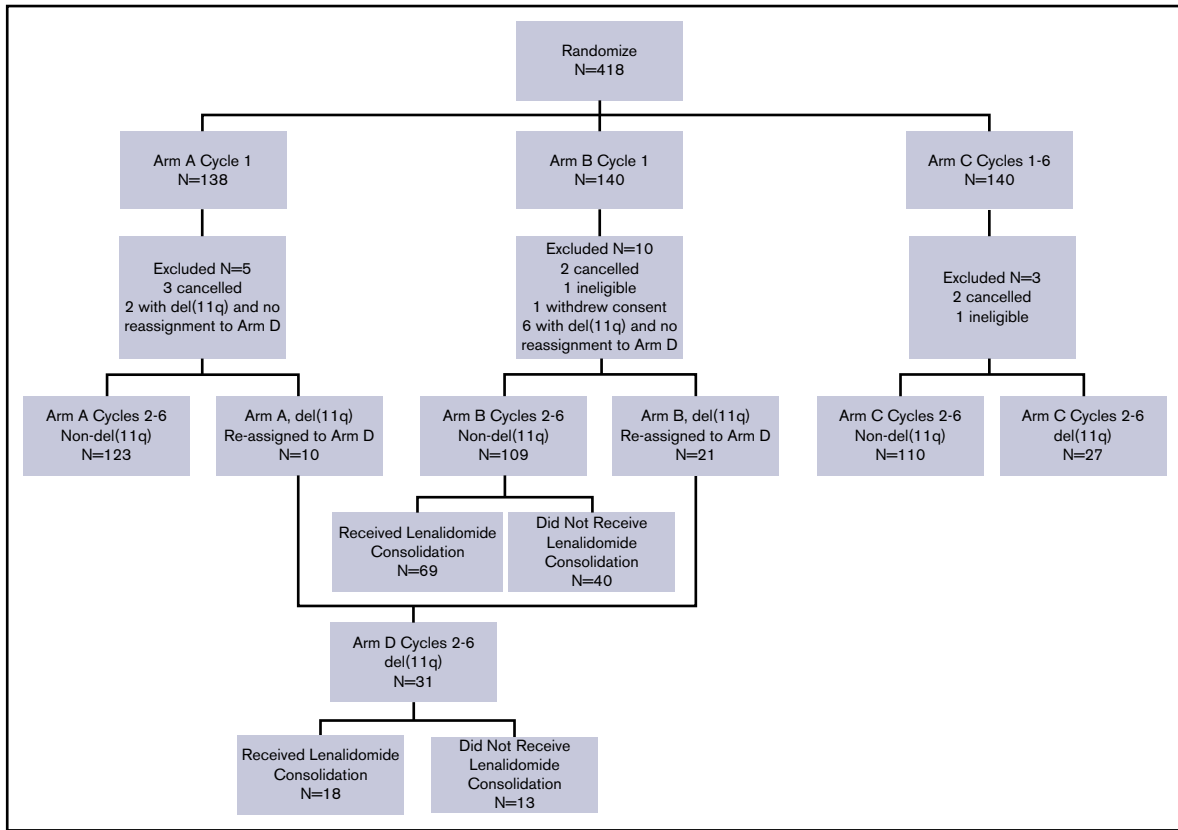 Randomize
N=418
Arm A Cycle 1
N=138
Arm B Cycle 1
N=140
Arm C Cycles 1-6
N=140
Excluded N=5
3 cancelled
2 with del(11q) and no
reassignment to Arm D
Excluded N=10
2 cancelled
1 ineligible
1 withdrew consent
6 with del(11q) and no
reassignment to Arm D
Excluded N=3
2 cancelled
1 ineligible
Arm A Cycles 2-6
Non-del(11q)
N=123
Arm A, del(11q)
Re-assigned to Arm D
N=10
Arm B Cycles 2-6
Non-del(11q)
N=109
Arm B, del(11q)
Re-assigned to Arm D
N=21
Arm C Cycles 2-6
Non-del(11q)
N=110
Arm C Cycles 2-6
del(11q)
N=27
Received Lenalidomide
Consolidation
N=69
Did Not Receive
Lenalidomide
Consolidation
N=40
Arm D Cycles 2-6
del(11q)
N=31
Received Lenalidomide
Consolidation
N=18
Did Not Receive
Lenalidomide
Consolidation
N=13